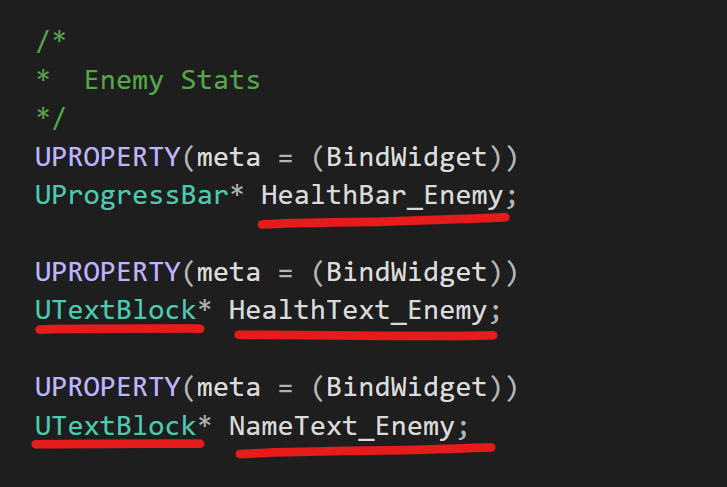 /*
*  Enemy Stats
*/
UPROPERTY(meta = (BindWidget))
UProgressBar* HealthBar_Enemy;
UPROPERTY(meta = (BindWidget))
UTextBlock* HealthText_Enemy;
UPROPERTY(meta = (BindWidget))
UTextBlock* NameText_Enemy;